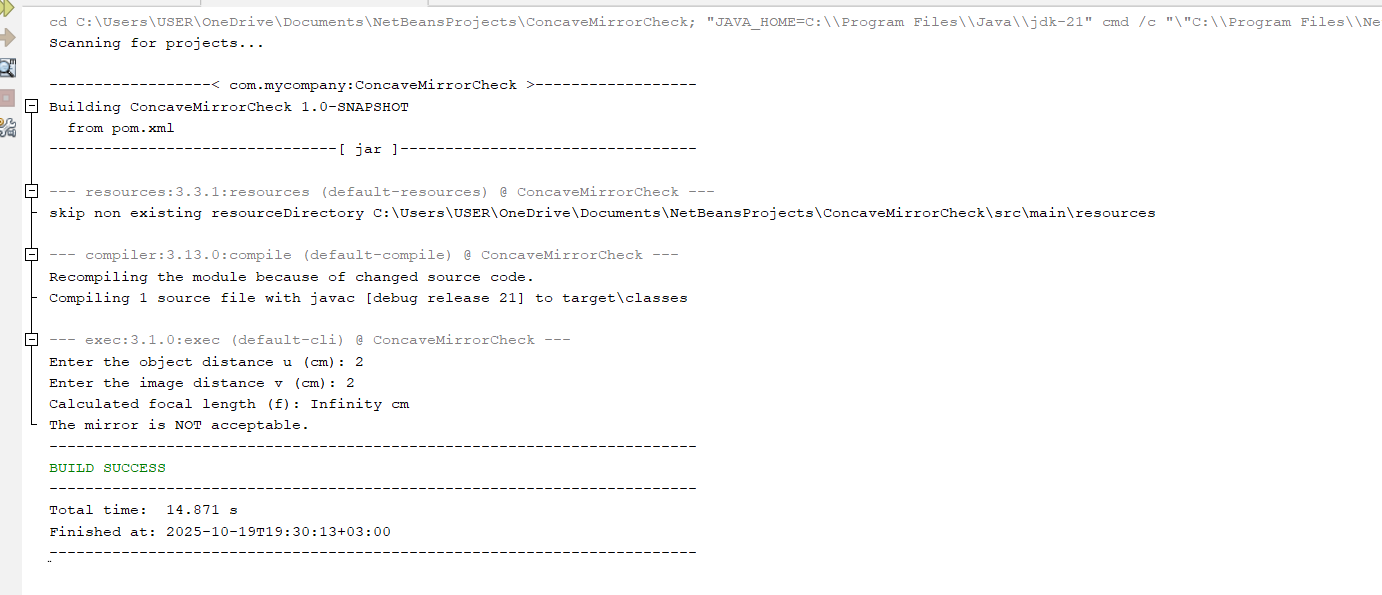 cd C:\Users\USER\OneDrive\Documents\NetBeansProjects\ConcaveMirrorCheck; "JAVA_HOME=C:\\Program Files\\Java\\jdk-21" cmd /c "\"C:\\Program Files\\Ne
Scanning for projects...
------------------< com.mycompany:ConcaveMirrorCheck >------------------
Building ConcaveMirrorCheck 1.0-SNAPSHOT
  from pom.xml
--------------------------------[ jar ]---------------------------------
--- resources:3.3.1:resources (default-resources) @ ConcaveMirrorCheck ---
skip non existing resourceDirectory C:\Users\USER\OneDrive\Documents\NetBeansProjects\ConcaveMirrorCheck\src\main\resources
--- compiler:3.13.0:compile (default-compile) @ ConcaveMirrorCheck ---
Recompiling the module because of changed source code.
Compiling 1 source file with javac [debug release 21] to target\classes
--- exec:3.1.0:exec (default-cli) @ ConcaveMirrorCheck ---
Enter the object distance u (cm): 2
Enter the image distance v (cm): 2
Calculated focal length (f): Infinity cm
The mirror is NOT acceptable.
------------------------------------------------------------------------
BUILD SUCCESS
------------------------------------------------------------------------
Total time:  14.871 s
Finished at: 2025-10-19T19:30:13+03:00
------------------------------------------------------------------------